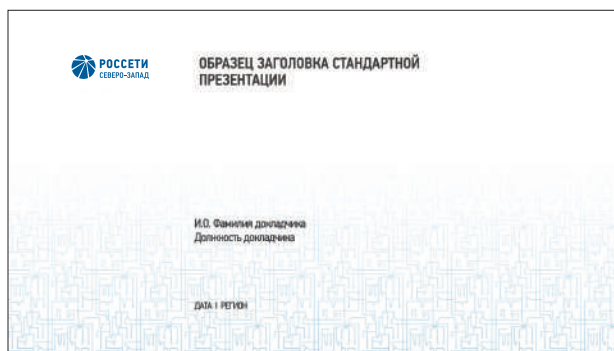 РОССЕТИ
СЕВЕРО-ЗАПАД
ОБРАЗЕЦ ЗАГОЛОВКА СТАНДАРТНОЙ
ПРЕЗЕНТАЦИИ
И.О. Фамилия докладчика
Должность докладчика
ДАТА | РЕГИОН